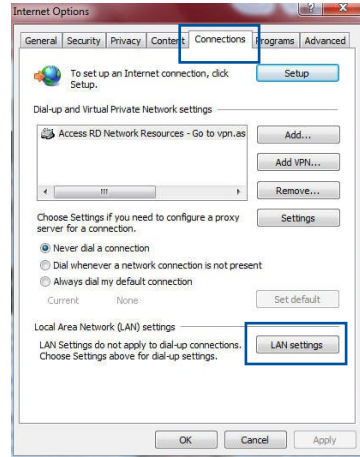 Internet Options
General Security Privacy Content Connections Programs Advanced
To set up an Internet connection, click Setup.
Setup
Dial-up and Virtual Private Network settings
Access RD Network Resources - Go to vpn.as
Add...
Add VPN...
Remove...
Choose Settings if you need to configure a proxy
server for a connection.
Settings
Never dial a connection
Dial whenever a network connection is not present
Always dial my default connection
Current None
Set default
Local Area Network (LAN) settings
LAN Settings do not apply to dial-up connections.
Choose Settings above for dial-up settings.
LAN settings
OK Cancel Apply